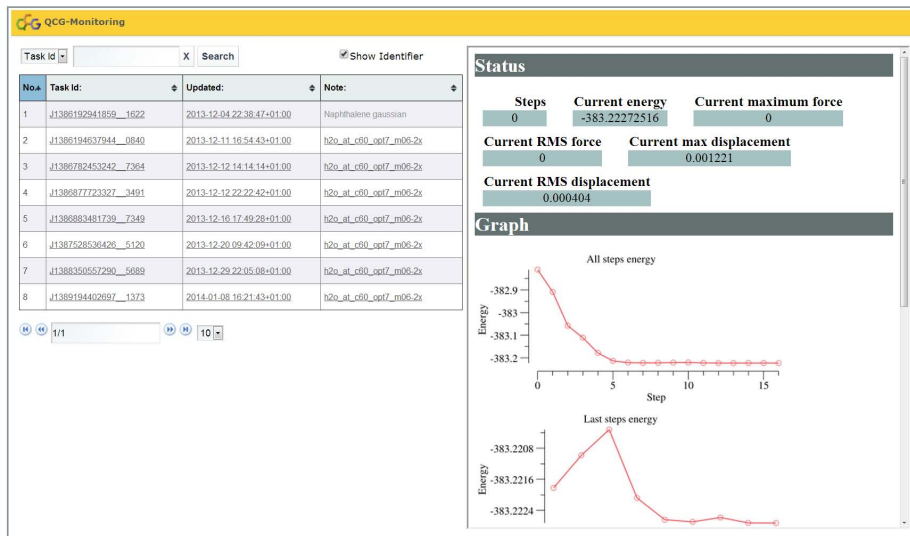 QCG-Monitoring
Task Id
X
Search
Show Identifier
No.
Task Id:
Updated:
Note:
1
J1386192941859__1622
2013-12-04 22:38:47+01:00
Naphthalene gaussian
2
J1386194637944__0840
2013-12-11 16:54:43+01:00
h2o_at_c60_opt7_m06-2x
3
J1386782453242__7364
2013-12-12 14:14:14+01:00
h2o_at_c60_opt7_m06-2x
4
J1386877723327__3491
2013-12-12 22:22:42+01:00
h2o_at_c60_opt7_m06-2x
5
J1386883481739__7349
2013-12-16 17:49:28+01:00
h2o_at_c60_opt7_m06-2x
6
J1387528536426__5120
2013-12-20 09:42:09+01:00
h2o_at_c60_opt7_m06-2x
7
J1388350557290__5689
2013-12-29 22:05:08+01:00
h2o_at_c60_opt7_m06-2x
8
J1389194402697__1373
2014-01-08 16:21:43+01:00
h2o_at_c60_opt7_m06-2x
1/1
10
Status
Steps
0
Current energy
-383.22272516
Current maximum force
0
Current RMS force
0
Current max displacement
0.001221
Current RMS displacement
0.000404
Graph
All steps energy
Energy
-382.9
-383
-383.1
-383.2
0
5
10
15
Step
Last steps energy
Energy
-383.2208
-383.2216
-383.2224